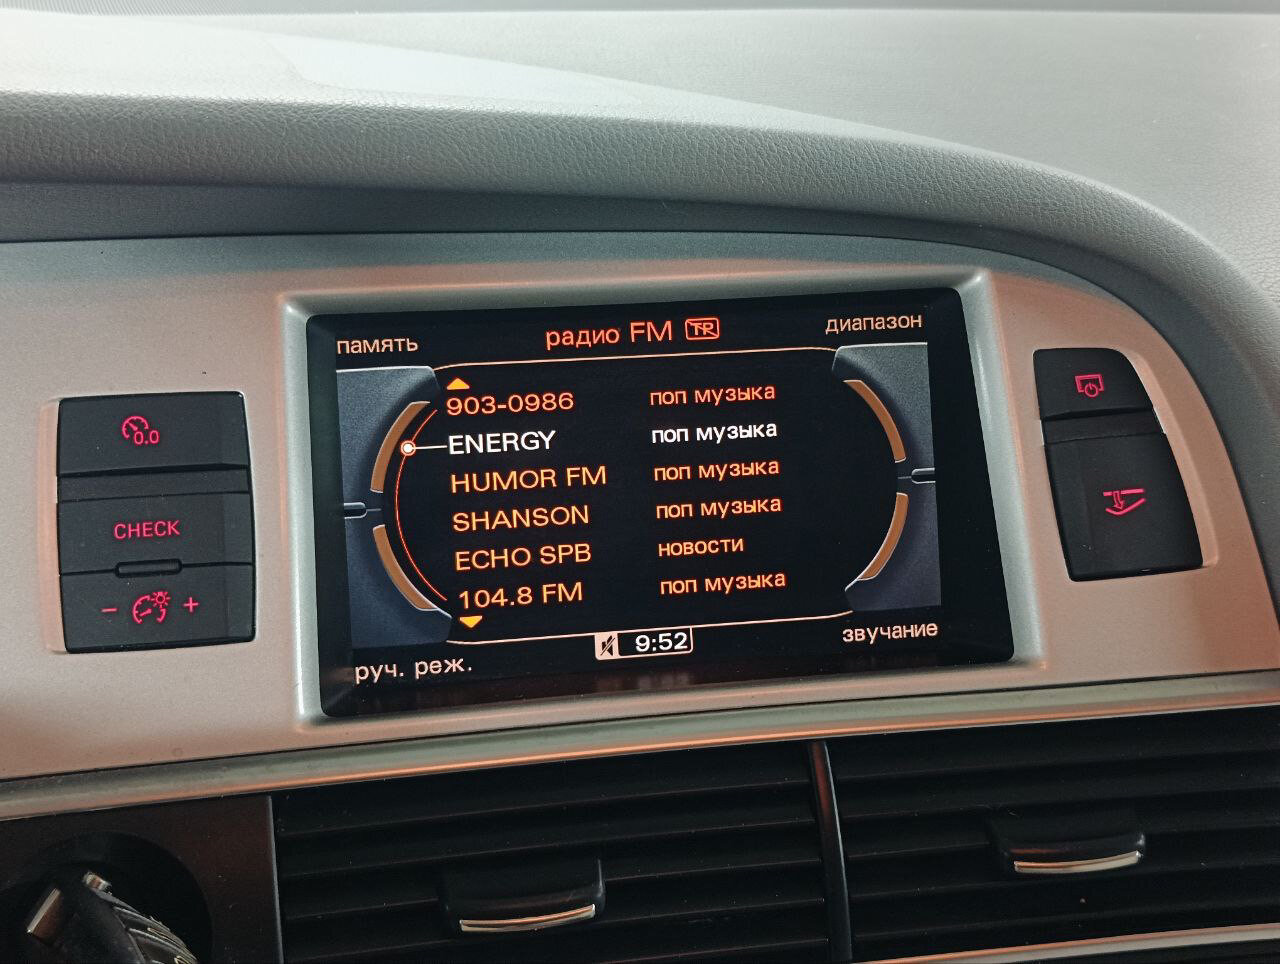 память радио FM TP диапазон
903-0986 поп музыка
ENERGY поп музыка
HUMOR FM поп музыка
SHANSON поп музыка
ECHO SPB новости
104.8 FM поп музыка
руч. реж. 9:52 звучание
0.0
CHECK
− +